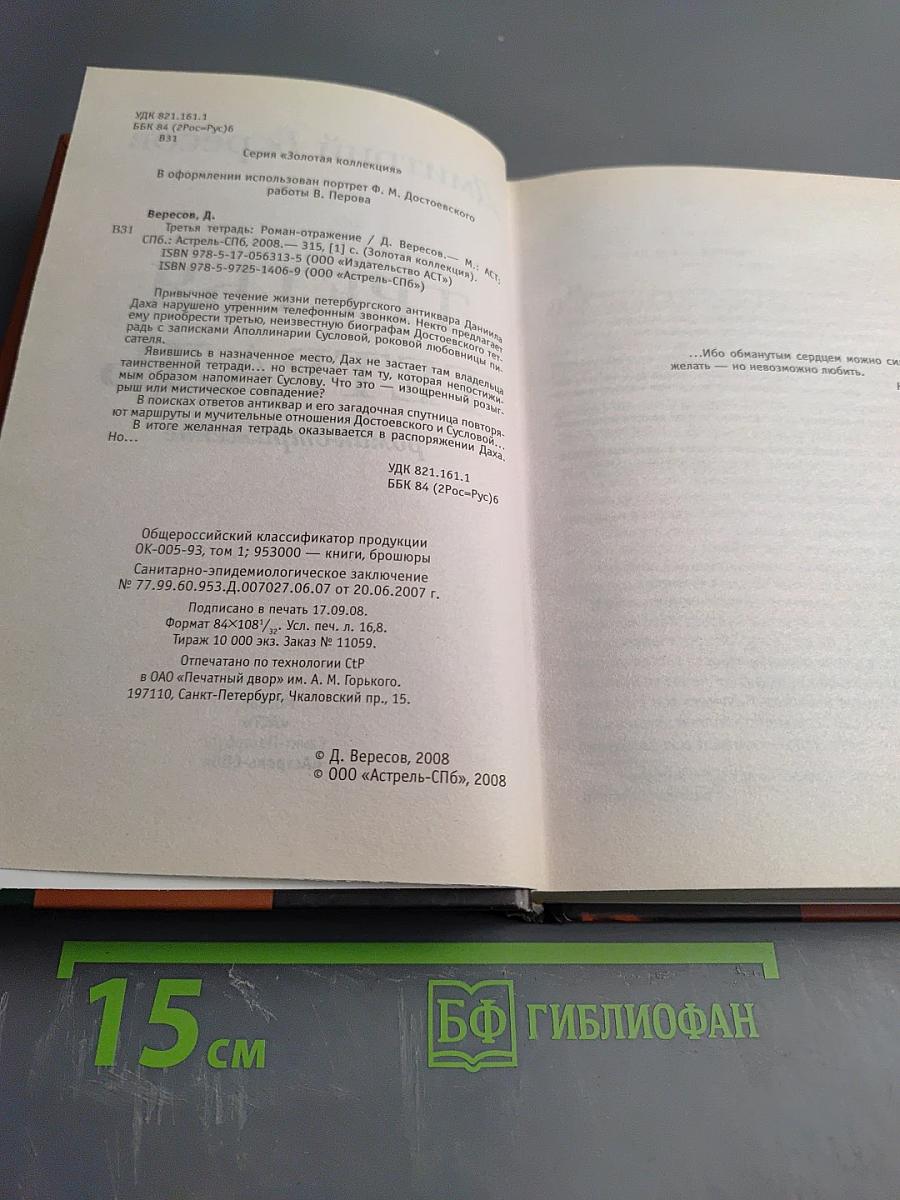 УДК 821.161.1
ББК 84 (2Рос=Рус)6
В31
Серия «Золотая коллекция»
В оформлении использован портрет Ф. М. Достоевского
работы В. Перова
Вересов, Д.
В31 Третья тетрадь: Роман-отражение / Д. Вересов.— М.: АСТ;
СПб.: Астрель-СПб, 2008.— 315, [1] с. (Золотая коллекция).
ISBN 978-5-17-056313-5 (ООО «Издательство АСТ»)
ISBN 978-5-9725-1406-9 (ООО «Астрель-СПб»)
Привычное течение жизни петербургского антиквара Даниила
Даха нарушено утренним телефонным звонком. Некто предлагает
ему приобрести третью, неизвестную биографам Достоевского тет-
радь с записками Аполлинарии Сусловой, роковой любовницы пи-
сателя.
Явившись в назначенное место, Дах не застает там владельца
таинственной тетради... но встречает там ту, которая непостижи-
мым образом напоминает Суслову. Что это — изощренный розыг-
рыш или мистическое совпадение?
В поисках ответов антиквар и его загадочная спутница повторя-
ют маршруты и мучительные отношения Достоевского и Сусловой...
В итоге желанная тетрадь оказывается в распоряжении Даха.
Но...
УДК 821.161.1
ББК 84 (2Рос=Рус)6
Общероссийский классификатор продукции
ОК-005-93, том 1; 953000 — книги, брошюры
Санитарно-эпидемиологическое заключение
№ 77.99.60.953.Д.007027.06.07 от 20.06.2007 г.
Подписано в печать 17.09.08.
Формат 84×108 1/32. Усл. печ. л. 16,8.
Тираж 10 000 экз. Заказ № 11059.
Отпечатано по технологии CtP
в ОАО «Печатный двор» им. А. М. Горького.
197110, Санкт-Петербург, Чкаловский пр., 15.
© Д. Вересов, 2008
© ООО «Астрель-СПб», 2008
...Ибо обманутым сердцем можно
желать — но невозможно любить.
15 см
БФ ГИБЛИОФАН